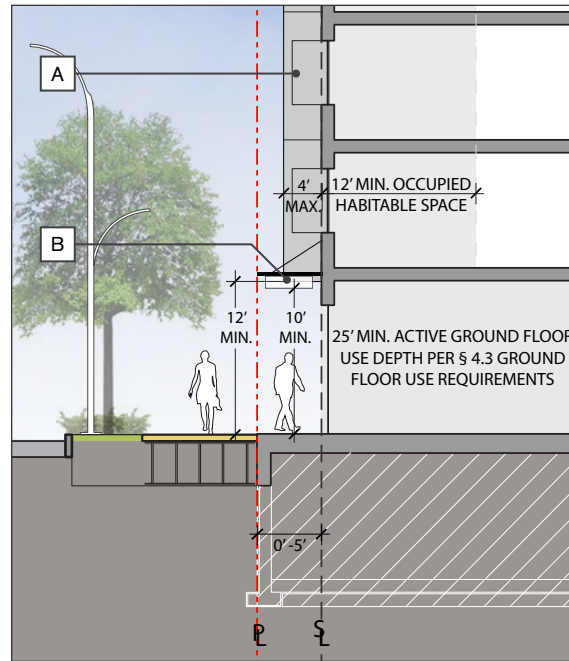 A
4'
MAX.
12' MIN. OCCUPIED
HABITABLE SPACE
B
12'
MIN.
10'
MIN.
25' MIN. ACTIVE GROUND FLOOR
USE DEPTH PER § 4.3 GROUND
FLOOR USE REQUIREMENTS
0'-5'
PL
SL